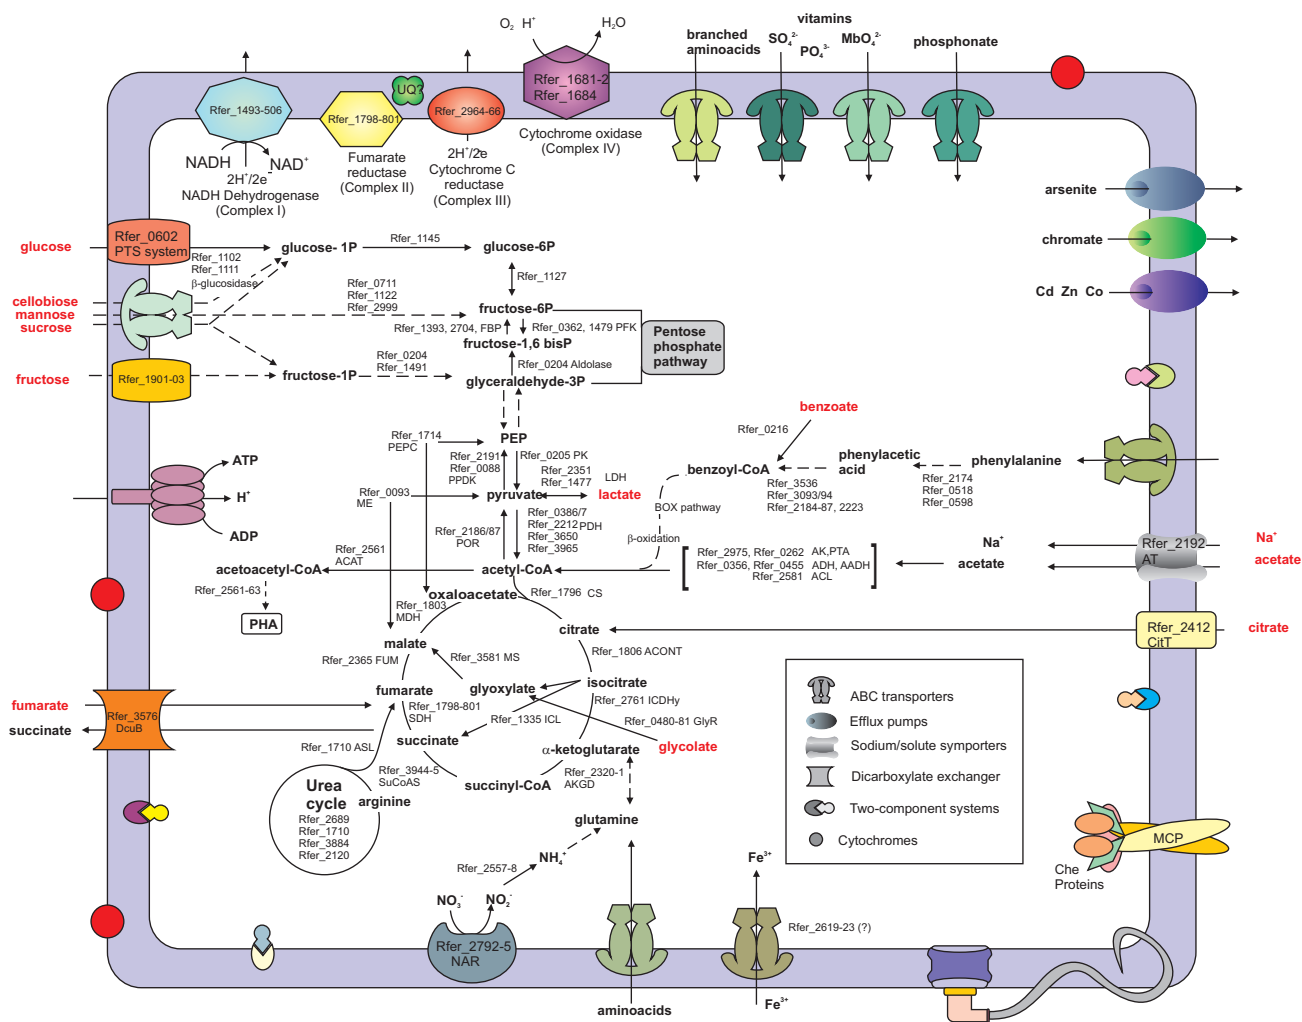 O2 H+
H2O
vitamins
branched
aminoacids
SO4 2-
PO4 3-
MbO4 2-
phosphonate
Rfer_1681-2
Rfer_1684
UQ?
Rfer_1493-506
Rfer_1798-801
Rfer_2964-66
Cytochrome oxidase
(Complex IV)
NADH
NAD+
2H+/2e-
NADH Dehydrogenase
(Complex I)
Fumarate
reductase
(Complex II)
2H+/2e
Cytochrome C
reductase
(Complex III)
arsenite
chromate
Cd Zn Co
glucose
Rfer_0602
PTS system
Rfer_1102
Rfer_1111
β-glucosidase
glucose- 1P
Rfer_1145
glucose-6P
Rfer_1127
cellobiose
mannose
sucrose
Rfer_0711
Rfer_1122
Rfer_2999
fructose-6P
Rfer_1393, 2704, FBP
Rfer_0362, 1479 PFK
fructose-1,6 bisP
Pentose
phosphate
pathway
fructose
Rfer_1901-03
fructose-1P
Rfer_0204
Rfer_1491
Rfer_0204 Aldolase
glyceraldehyde-3P
benzoate
Rfer_0216
Rfer_1714
PEPC
PEP
Rfer_2191
Rfer_0088
PPDK
Rfer_0205 PK
Rfer_2351
Rfer_1477
LDH
benzoyl-CoA
phenylacetic
acid
phenylalanine
Rfer_3536
Rfer_3093/94
Rfer_2184-87, 2223
Rfer_2174
Rfer_0518
Rfer_0598
ATP
H+
ADP
Rfer_0093
ME
pyruvate
lactate
BOX pathway
Rfer_2186/87
POR
Rfer_0386/7
Rfer_2212 PDH
Rfer_3650
Rfer_3965
β-oxidation
Rfer_2561
ACAT
acetoacetyl-CoA
acetyl-CoA
Rfer_2975, Rfer_0262 AK,PTA
Rfer_0356, Rfer_0455 ADH, AADH
Rfer_2581 ACL
Na+
acetate
Rfer_2192
AT
Na+
acetate
Rfer_2561-63
PHA
oxaloacetate
Rfer_1796 CS
Rfer_1803
MDH
malate
citrate
Rfer_2412
CitT
citrate
Rfer_2365 FUM
Rfer_3581 MS
Rfer_1806 ACONT
isocitrate
fumarate
succinate
Rfer_3576
DcuB
fumarate
glyoxylate
Rfer_1798-801
SDH
Rfer_2761 ICDHy
Rfer_1335 ICL
Rfer_0480-81 GlyR
glycolate
succinate
α-ketoglutarate
Rfer_1710 ASL
Rfer_3944-5
SuCoAS
succinyl-CoA
Rfer_2320-1
AKGD
Urea
cycle
Rfer_2689
Rfer_1710
Rfer_3884
Rfer_2120
arginine
glutamine
NH4+
Rfer_2557-8
NO3-
NO2-
Rfer_2792-5
NAR
aminoacids
Fe3+
Rfer_2619-23 (?)
Fe3+
ABC transporters
Efflux pumps
Sodium/solute symporters
Dicarboxylate exchanger
Two-component systems
Cytochromes
MCP
Che
Proteins